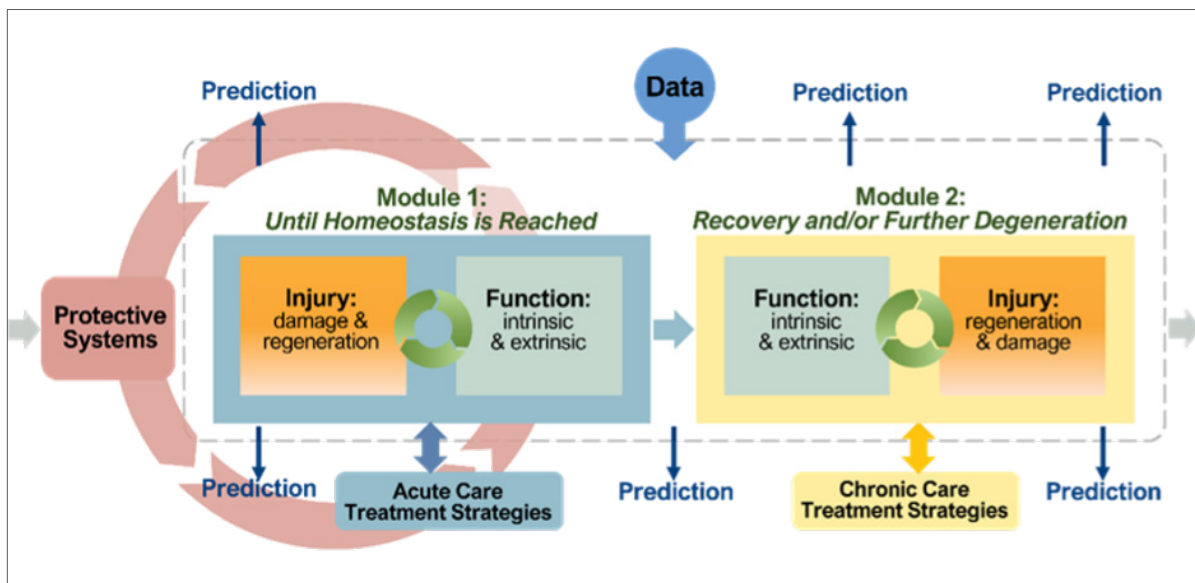 Prediction
Data
Prediction
Prediction
Module 1:
Until Homeostasis is Reached
Module 2:
Recovery and/or Further Degeneration
Protective
Systems
Injury:
damage &
regeneration
Function:
intrinsic
& extrinsic
Function:
intrinsic
& extrinsic
Injury:
regeneration
& damage
Prediction
Acute Care
Treatment Strategies
Prediction
Chronic Care
Treatment Strategies
Prediction